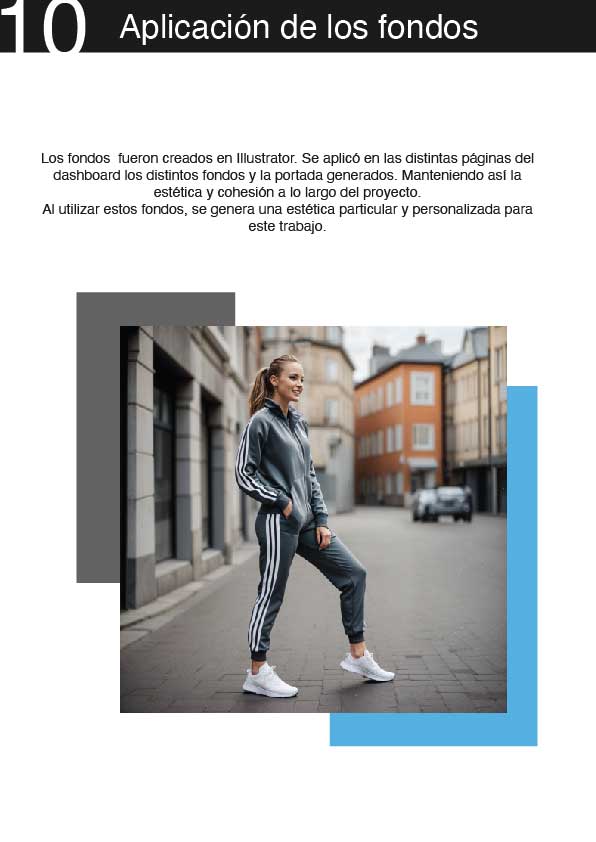 10 Aplicación de los fondos
Los fondos  fueron creados en Illustrator. Se aplicó en las distintas páginas del
dashboard los distintos fondos y la portada generados. Manteniendo así la
estética y cohesión a lo largo del proyecto.
Al utilizar estos fondos, se genera una estética particular y personalizada para
este trabajo.